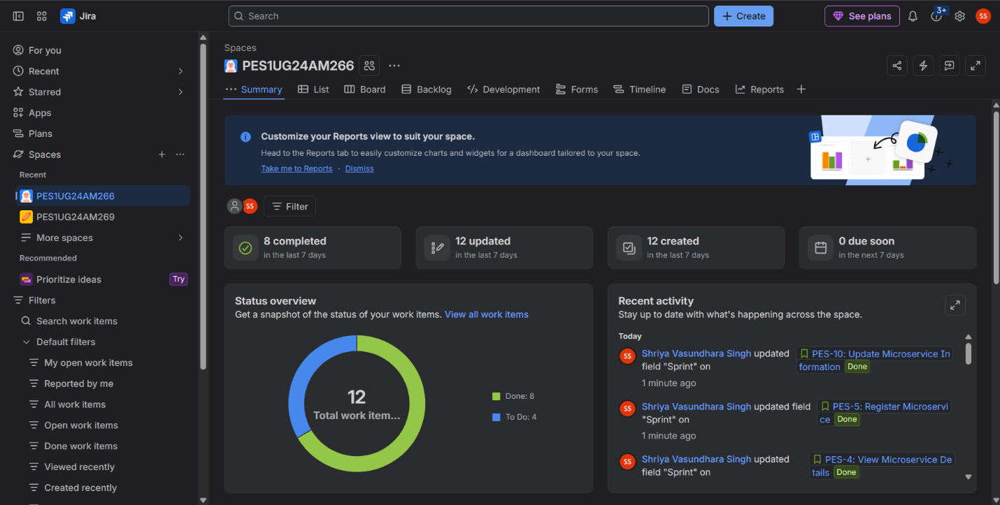 Jira
Search
+ Create
See plans
3+
SS
For you
Recent
Starred
Apps
Plans
Spaces
Recent
PES1UG24AM266
PES1UG24AM269
More spaces
Recommended
Prioritize ideas Try
Filters
Search work items
Default filters
My open work items
Reported by me
All work items
Open work items
Done work items
Viewed recently
Created recently
Spaces
PES1UG24AM266
Summary List Board Backlog Development Forms Timeline Docs Reports
Customize your Reports view to suit your space.
Head to the Reports tab to easily customize charts and widgets for a dashboard tailored to your space.
Take me to Reports · Dismiss
SS
Filter
8 completed
in the last 7 days
12 updated
in the last 7 days
12 created
in the last 7 days
0 due soon
in the next 7 days
Status overview
Get a snapshot of the status of your work items. View all work items
12
Total work item...
Done: 8
To Do: 4
Recent activity
Stay up to date with what's happening across the space.
Today
SS
Shriya Vasundhara Singh updated
field "Sprint" on
PES-10: Update Microservice In
formation Done
1 minute ago
SS
Shriya Vasundhara Singh updated field
"Sprint" on
PES-5: Register Microservi
ce Done
1 minute ago
SS
Shriya Vasundhara Singh updated
field "Sprint" on
PES-4: View Microservice De
tails Done